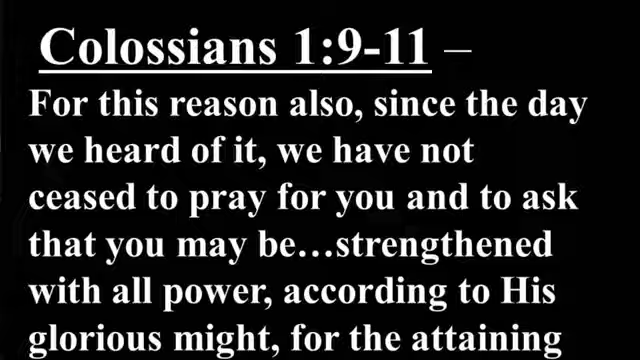 Colossians 1:9-11 –
For this reason also, since the day
we heard of it, we have not
ceased to pray for you and to ask
that you may be…strengthened
with all power, according to His
glorious might, for the attaining